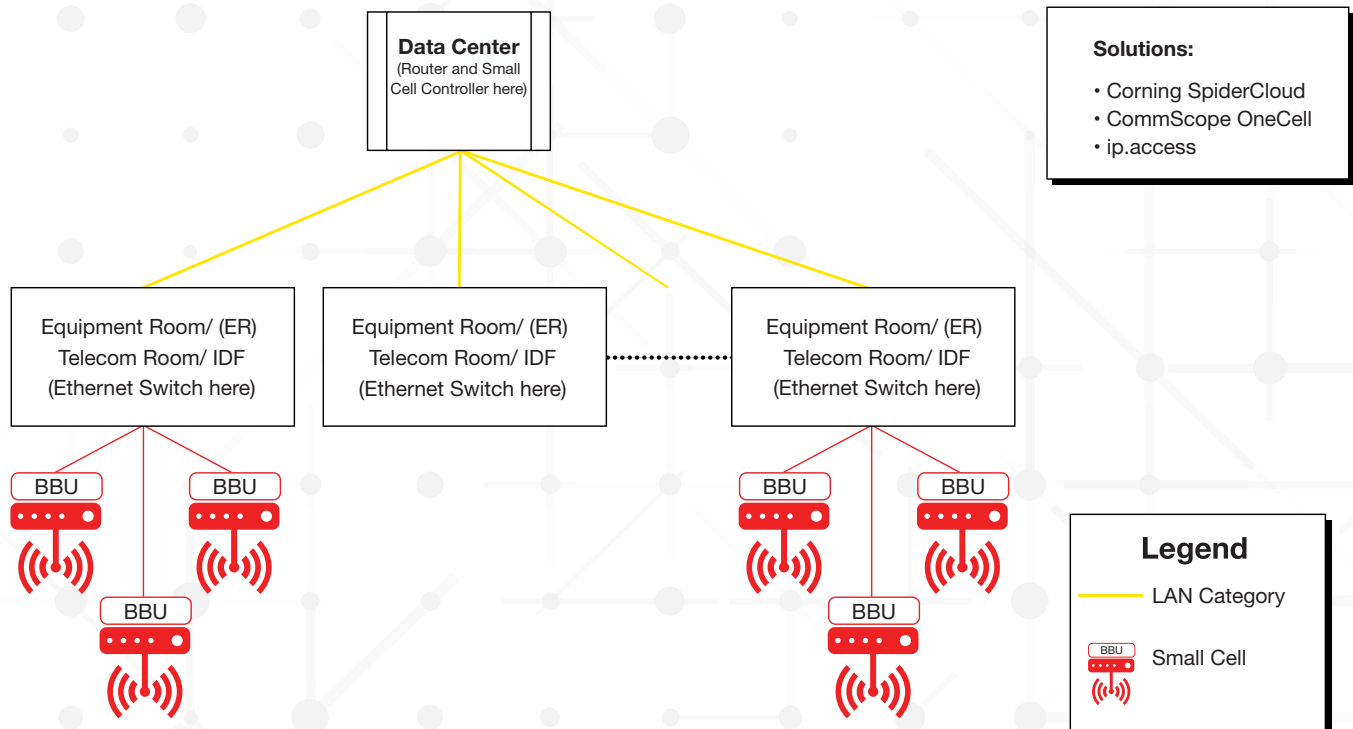 Data Center
(Router and Small
Cell Controller here)
Solutions:
• Corning SpiderCloud
• CommScope OneCell
• ip.access
Equipment Room/ (ER)
Telecom Room/ IDF
(Ethernet Switch here)
Equipment Room/ (ER)
Telecom Room/ IDF
(Ethernet Switch here)
Equipment Room/ (ER)
Telecom Room/ IDF
(Ethernet Switch here)
BBU
BBU
BBU
BBU
BBU
BBU
Legend
LAN Category
BBU
Small Cell